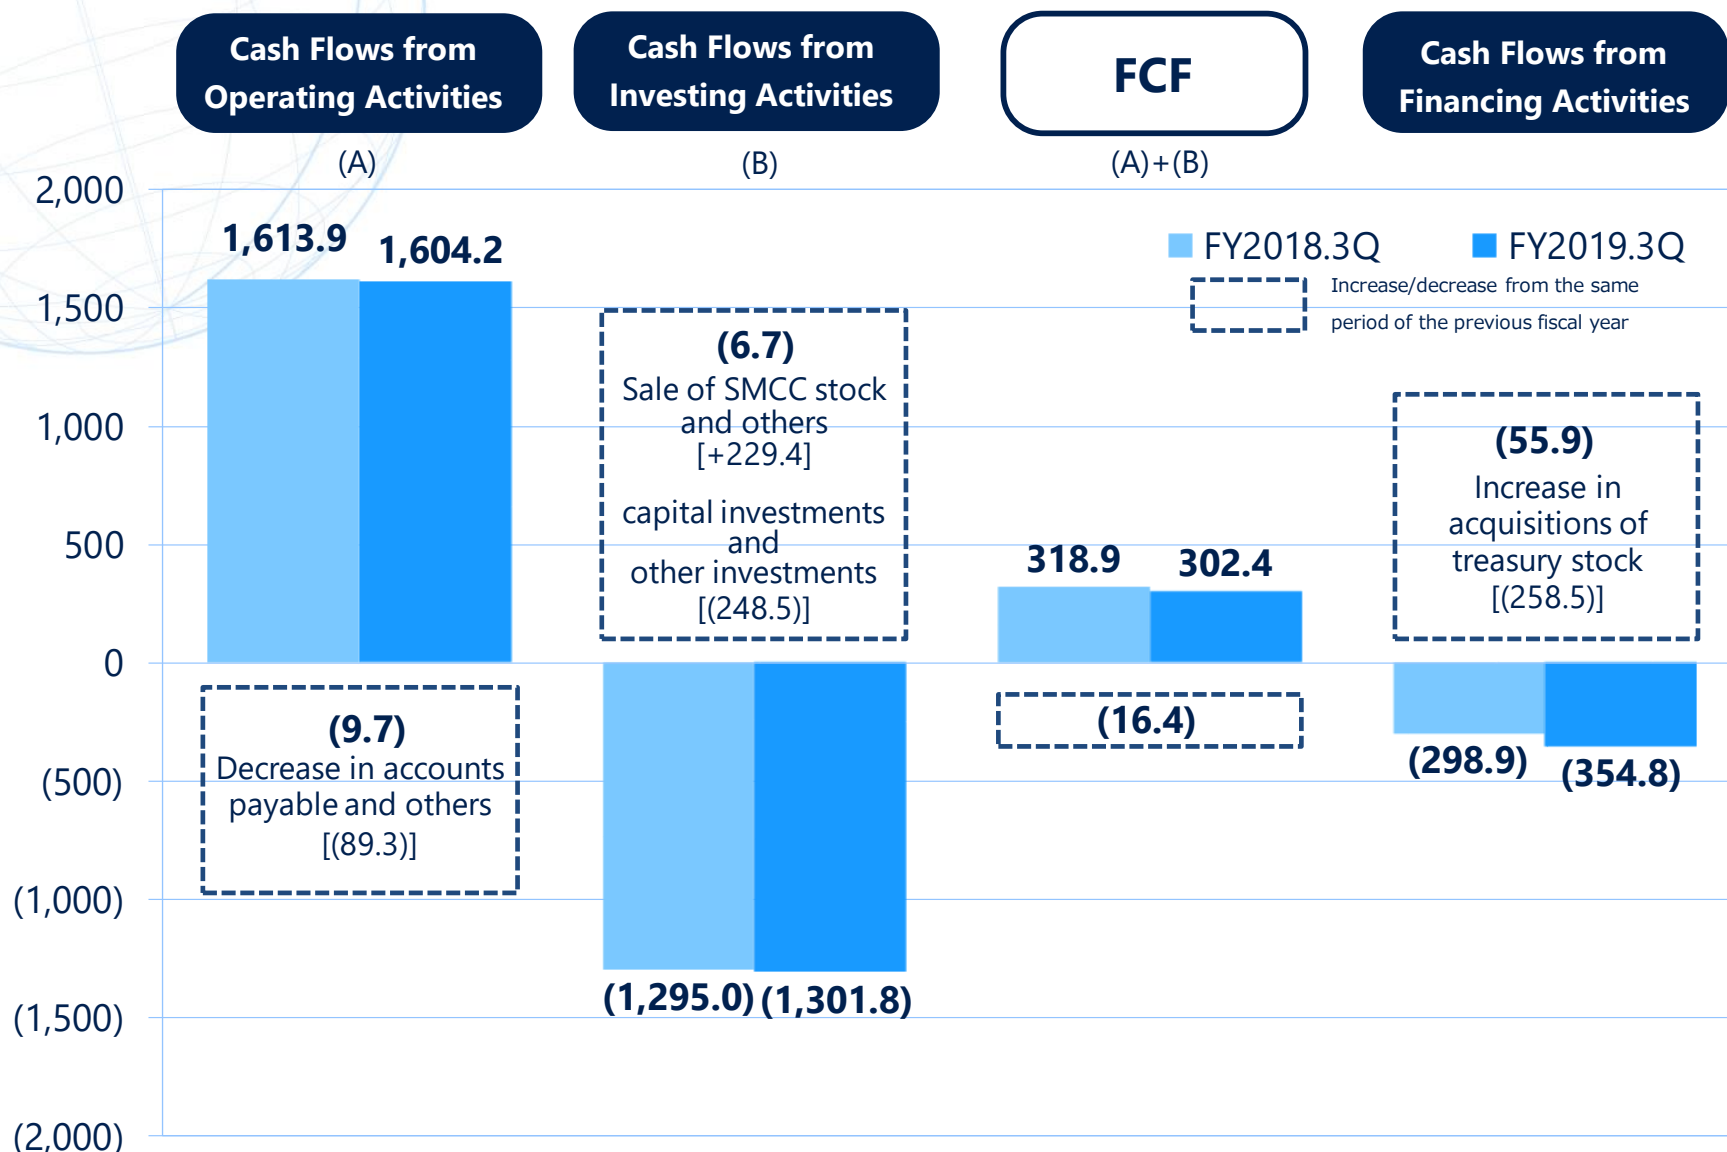 Cash Flows from
Operating Activities
(A)
Cash Flows from
Investing Activities
(B)
FCF
(A)+(B)
Cash Flows from
Financing Activities
2,000
1,500
1,000
500
0
(500)
(1,000)
(1,500)
(2,000)
FY2018.3Q
FY2019.3Q
Increase/decrease from the same
period of the previous fiscal year
1,613.9
1,604.2
(9.7)
Decrease in accounts
payable and others
[(89.3)]
(6.7)
Sale of SMCC stock
and others
[+229.4]
capital investments
and
other investments
[(248.5)]
(1,295.0)
(1,301.8)
318.9
302.4
(16.4)
(55.9)
Increase in
acquisitions of
treasury stock
[(258.5)]
(298.9)
(354.8)